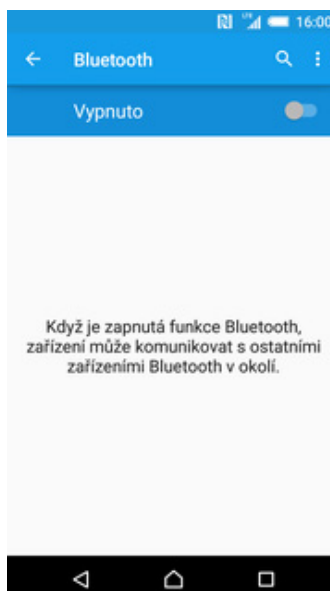 16:00
Bluetooth
Vypnuto
Když je zapnutá funkce Bluetooth,
zařízení může komunikovat s ostatními
zařízeními Bluetooth v okolí.